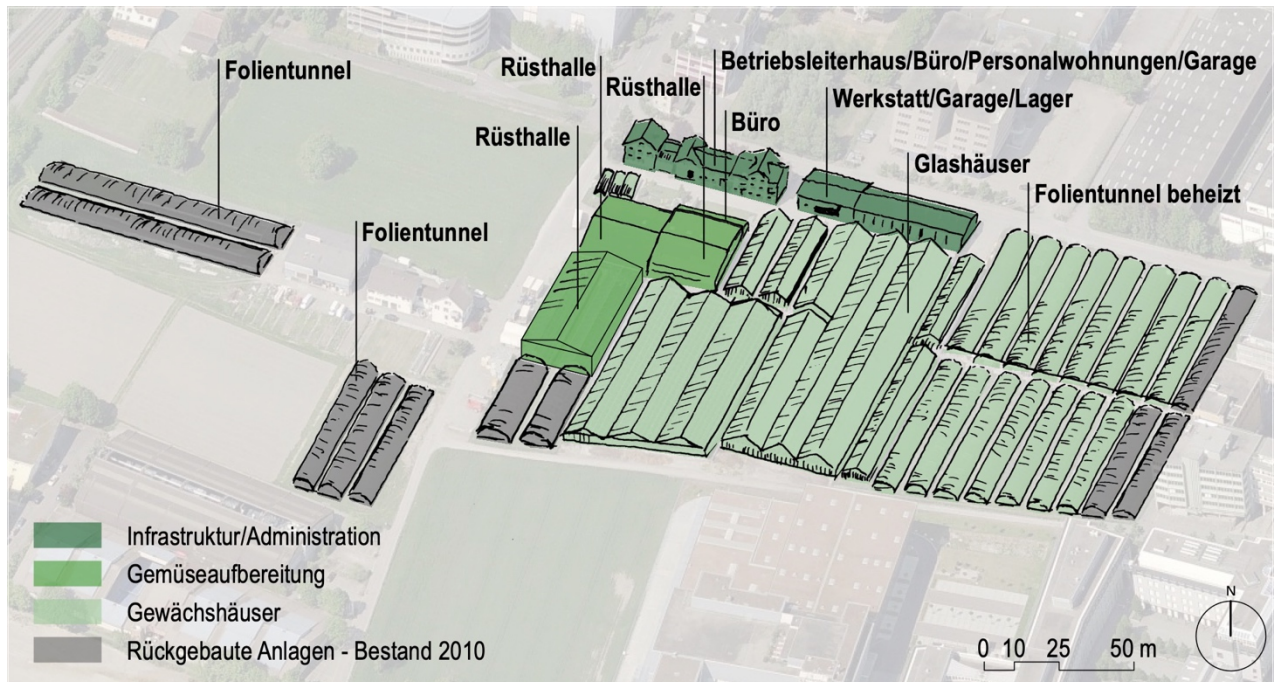 Folientunnel
Rüsthalle
Rüsthalle
Rüsthalle
Betriebsleiterhaus/Büro/Personalwohnungen/Garage
Werkstatt/Garage/Lager
Büro
Glashäuser
Folientunnel beheizt
Folientunnel
Infrastruktur/Administration
Gemüseaufbereitung
Gewächshäuser
Rückgebaute Anlagen - Bestand 2010
N
0 10 25 50 m